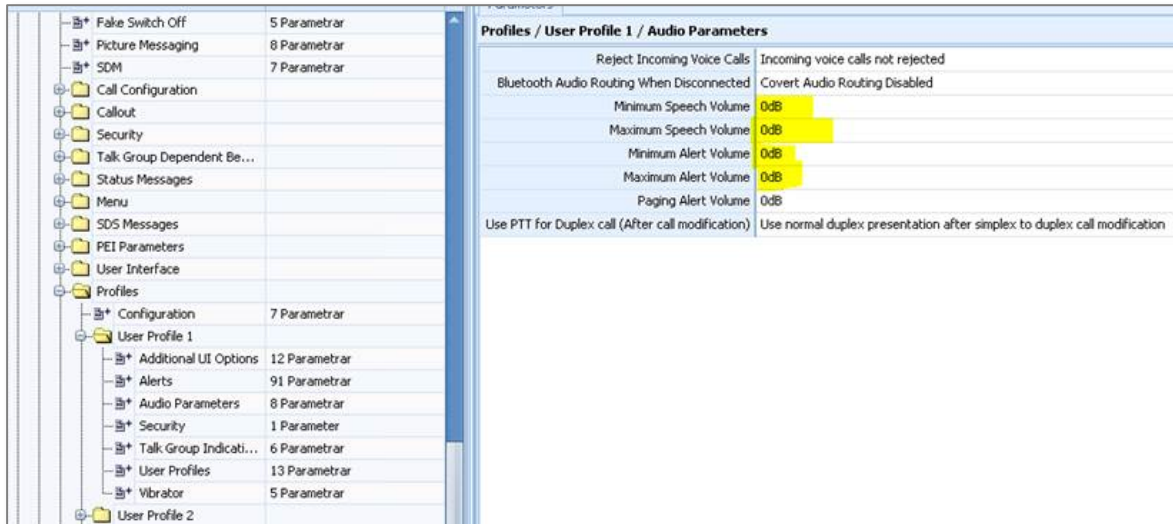 Fake Switch Off 5 Parametrar
Picture Messaging 8 Parametrar
SDM 7 Parametrar
Call Configuration
Callout
Security
Talk Group Dependent Be...
Status Messages
Menu
SDS Messages
PEI Parameters
User Interface
Profiles
Configuration 7 Parametrar
User Profile 1
Additional UI Options 12 Parametrar
Alerts 91 Parametrar
Audio Parameters 8 Parametrar
Security 1 Parameter
Talk Group Indicati... 6 Parametrar
User Profiles 13 Parametrar
Vibrator 5 Parametrar
User Profile 2
Profiles / User Profile 1 / Audio Parameters
Reject Incoming Voice Calls Incoming voice calls not rejected
Bluetooth Audio Routing When Disconnected Covert Audio Routing Disabled
Minimum Speech Volume 0dB
Maximum Speech Volume 0dB
Minimum Alert Volume 0dB
Maximum Alert Volume 0dB
Paging Alert Volume 0dB
Use PTT for Duplex call (After call modification) Use normal duplex presentation after simplex to duplex call modification